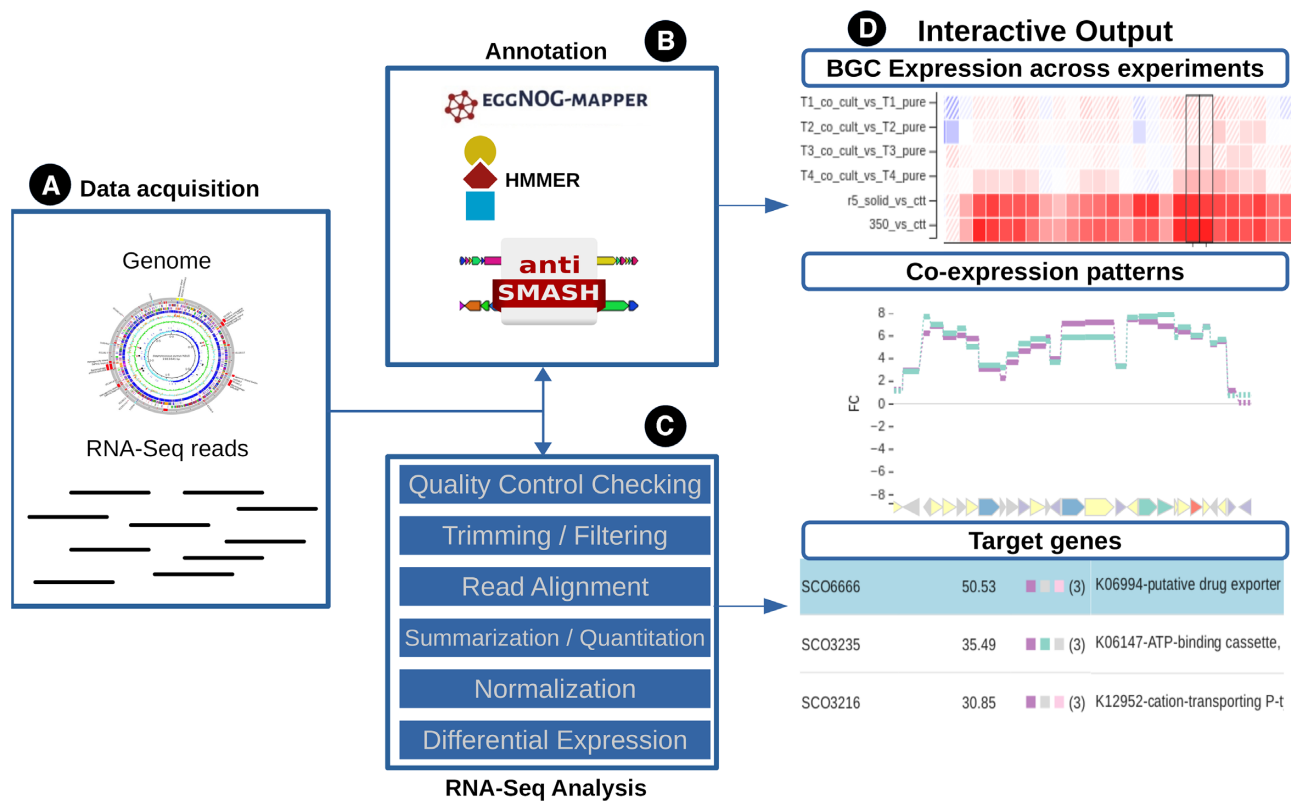 A Data acquisition
Genome
RNA-Seq reads
B
Annotation
EGGNOG-MAPPER
HMMER
anti
SMASH
C
Quality Control Checking
Trimming / Filtering
Read Alignment
Summarization / Quantitation
Normalization
Differential Expression
RNA-Seq Analysis
D Interactive Output
BGC Expression across experiments
T1_co_cult_vs_T1_pure
T2_co_cult_vs_T2_pure
T3_co_cult_vs_T3_pure
T4_co_cult_vs_T4_pure
r5_solid_vs_ctt
350_vs_ctt
Co-expression patterns
FC
8
6
4
2
0
−2
−4
−6
−8
Target genes
SCO6666 50.53 (3) K06994-putative drug exporter
SCO3235 35.49 (3) K06147-ATP-binding cassette,
SCO3216 30.85 (3) K12952-cation-transporting P-t